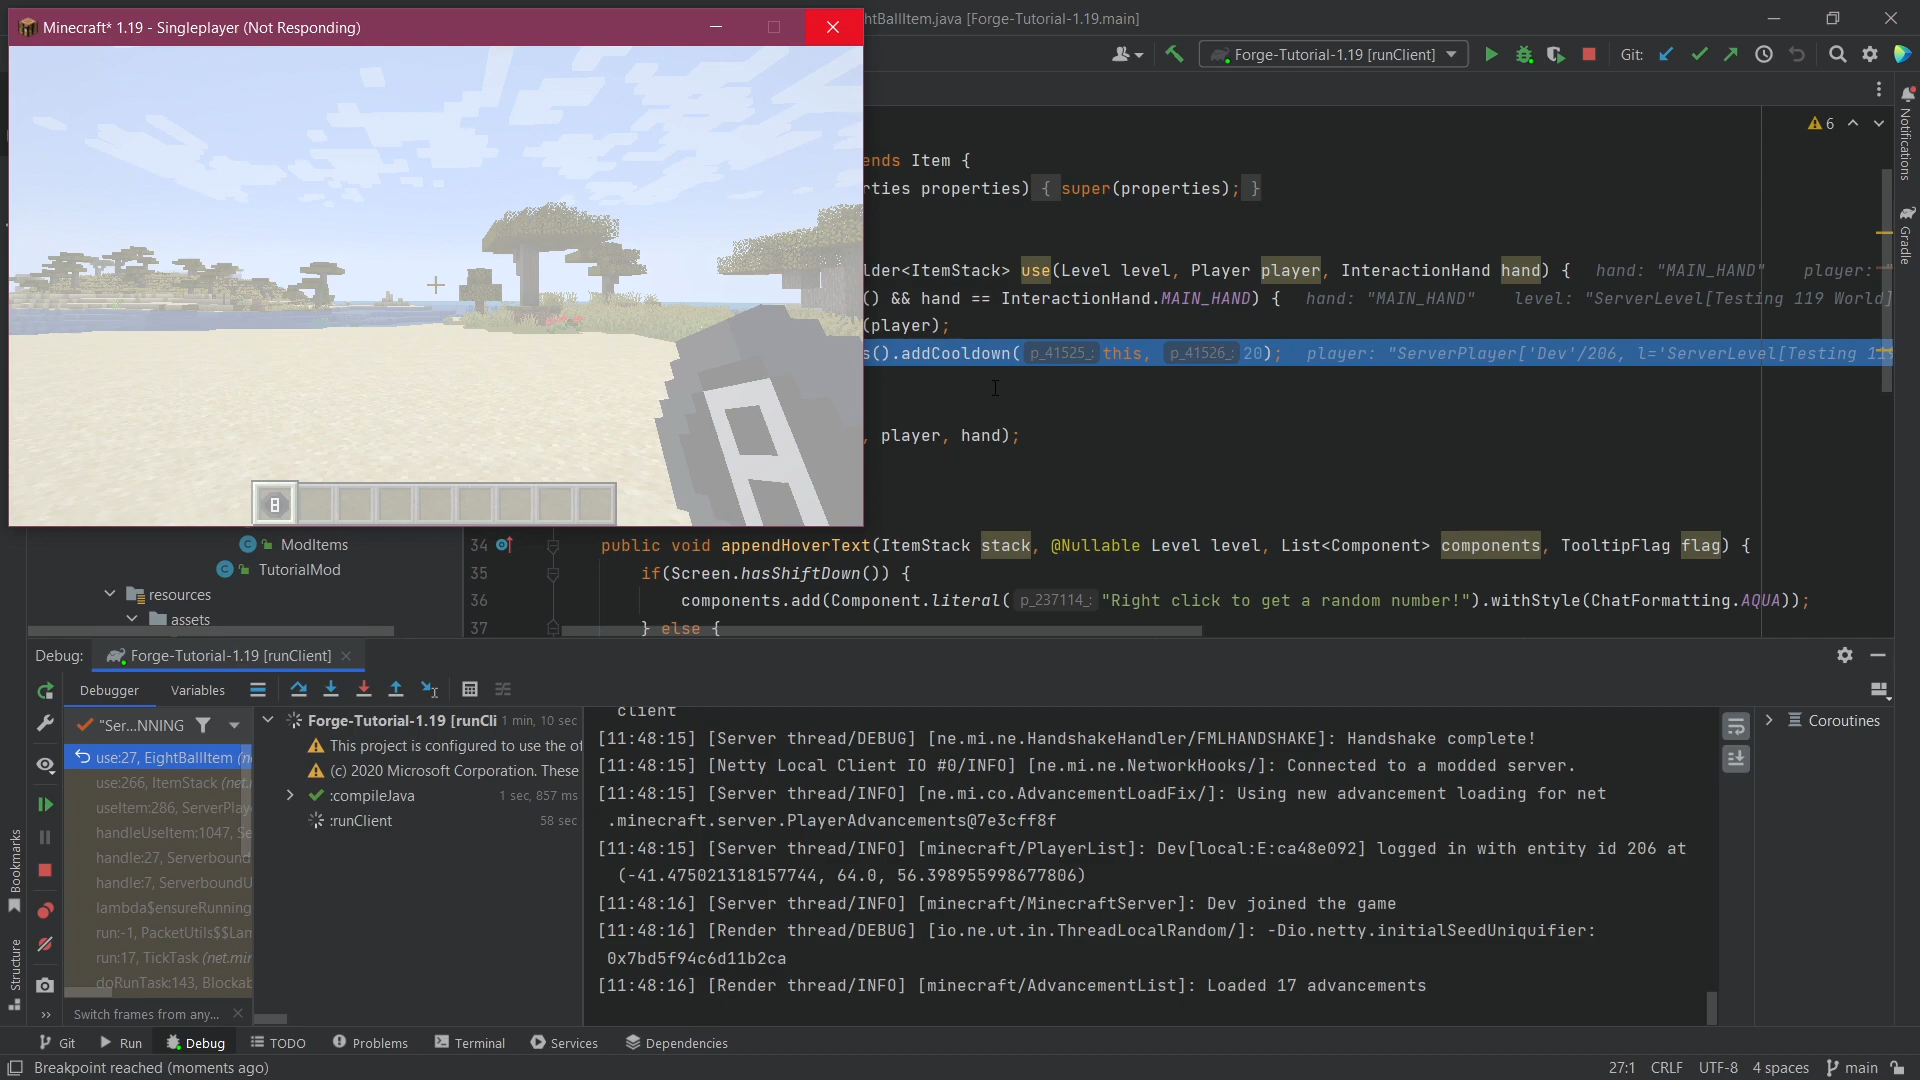 Minecraft* 1.19 - Singleplayer (Not Responding)
htBallItem.java [Forge-Tutorial-1.19.main]
Forge-Tutorial-1.19 [runClient]
Git:
6
Notifications
Gradle
ends Item {
rties properties) { super(properties); }
lder<ItemStack> use(Level level, Player player, InteractionHand hand) { hand: "MAIN_HAND" player: "
() && hand == InteractionHand.MAIN_HAND) { hand: "MAIN_HAND" level: "ServerLevel[Testing 119 World]
(player);
s().addCooldown( p_41525_: this, p_41526_: 20); player: "ServerPlayer['Dev'/206, l='ServerLevel[Testing 11
, player, hand);
8
ModItems
TutorialMod
resources
assets
34 public void appendHoverText(ItemStack stack, @Nullable Level level, List<Component> components, TooltipFlag flag) {
35 if(Screen.hasShiftDown()) {
36 components.add(Component.literal( p_237114_: "Right click to get a random number!").withStyle(ChatFormatting.AQUA));
37 } else {
Debug: Forge-Tutorial-1.19 [runClient]
Debugger Variables
"Ser...NNING
use:27, EightBallItem (n
use:266, ItemStack (net.
useItem:286, ServerPlay
handleUseItem:1047, Se
handle:27, Serverbound
handle:7, ServerboundU
lambda$ensureRunning
run:-1, PacketUtils$$Lam
run:17, TickTask (net.mi
doRunTask:143, Blockab
Switch frames from any...
Forge-Tutorial-1.19 [runCli 1 min, 10 sec
This project is configured to use the of
(c) 2020 Microsoft Corporation. These
:compileJava 1 sec, 857 ms
:runClient 58 sec
client
[11:48:15] [Server thread/DEBUG] [ne.mi.ne.HandshakeHandler/FMLHANDSHAKE]: Handshake complete!
[11:48:15] [Netty Local Client IO #0/INFO] [ne.mi.ne.NetworkHooks/]: Connected to a modded server.
[11:48:15] [Server thread/INFO] [ne.mi.co.AdvancementLoadFix/]: Using new advancement loading for net
.minecraft.server.PlayerAdvancements@7e3cff8f
[11:48:15] [Server thread/INFO] [minecraft/PlayerList]: Dev[local:E:ca48e092] logged in with entity id 206 at
(-41.475021318157744, 64.0, 56.398955998677806)
[11:48:16] [Server thread/INFO] [minecraft/MinecraftServer]: Dev joined the game
[11:48:16] [Render thread/DEBUG] [io.ne.ut.in.ThreadLocalRandom/]: -Dio.netty.initialSeedUniquifier:
0x7bd5f94c6d11b2ca
[11:48:16] [Render thread/INFO] [minecraft/AdvancementList]: Loaded 17 advancements
Coroutines
Bookmarks
Structure
Git Run Debug TODO Problems Terminal Services Dependencies
Breakpoint reached (moments ago)
27:1 CRLF UTF-8 4 spaces main